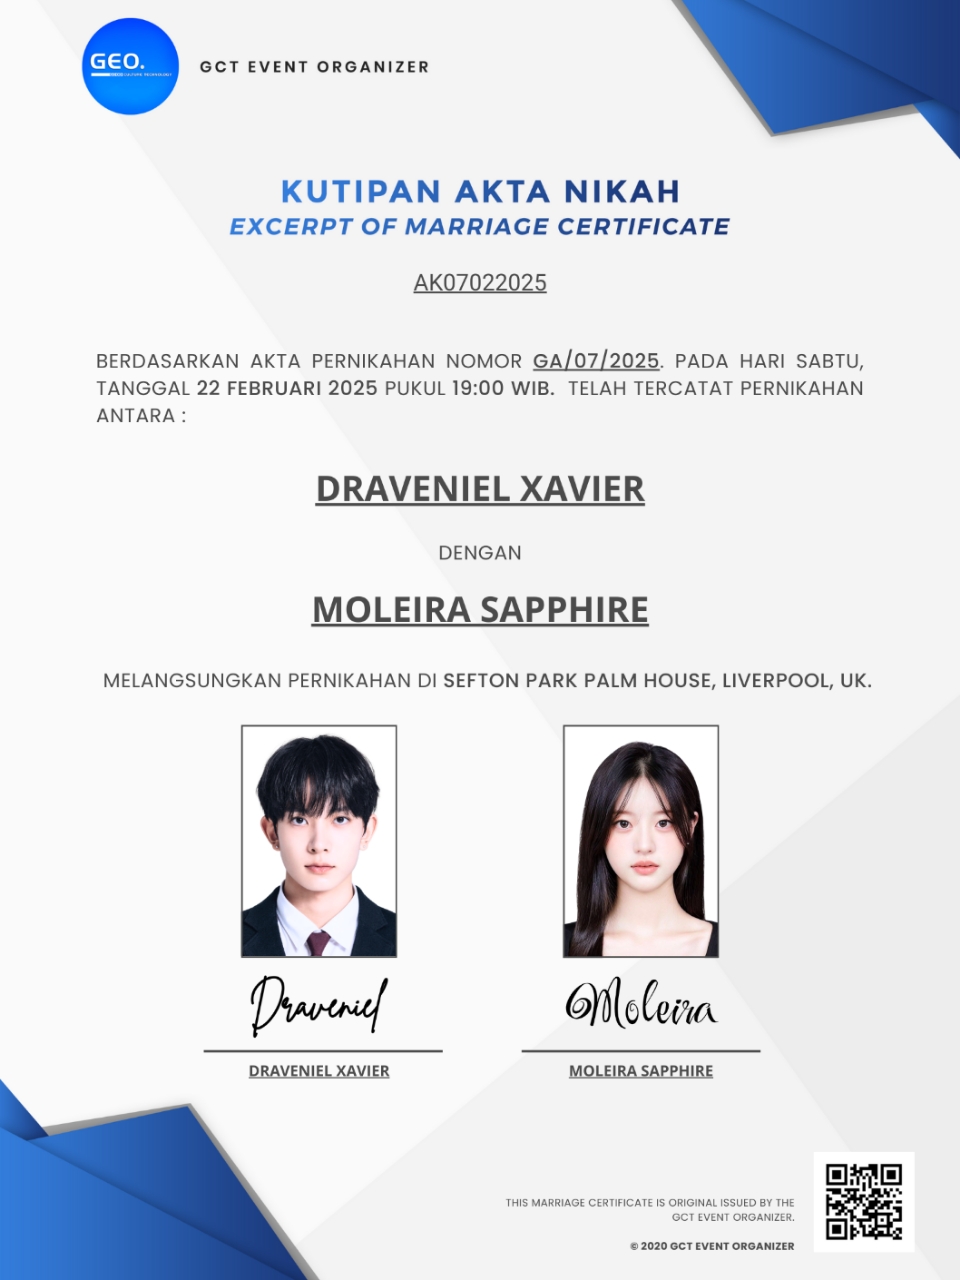 GEO.
GCT EVENT ORGANIZER
KUTIPAN AKTA NIKAH
EXCERPT OF MARRIAGE CERTIFICATE
AK07022025
BERDASARKAN AKTA PERNIKAHAN NOMOR GA/07/2025. PADA HARI SABTU,
TANGGAL 22 FEBRUARI 2025 PUKUL 19:00 WIB. TELAH TERCATAT PERNIKAHAN
ANTARA :
DRAVENIEL XAVIER
DENGAN
MOLEIRA SAPPHIRE
MELANGSUNGKAN PERNIKAHAN DI SEFTON PARK PALM HOUSE, LIVERPOOL, UK.
Draveniel
Moleira
DRAVENIEL XAVIER
MOLEIRA SAPPHIRE
THIS MARRIAGE CERTIFICATE IS ORIGINAL ISSUED BY THE
GCT EVENT ORGANIZER.
© 2020 GCT EVENT ORGANIZER